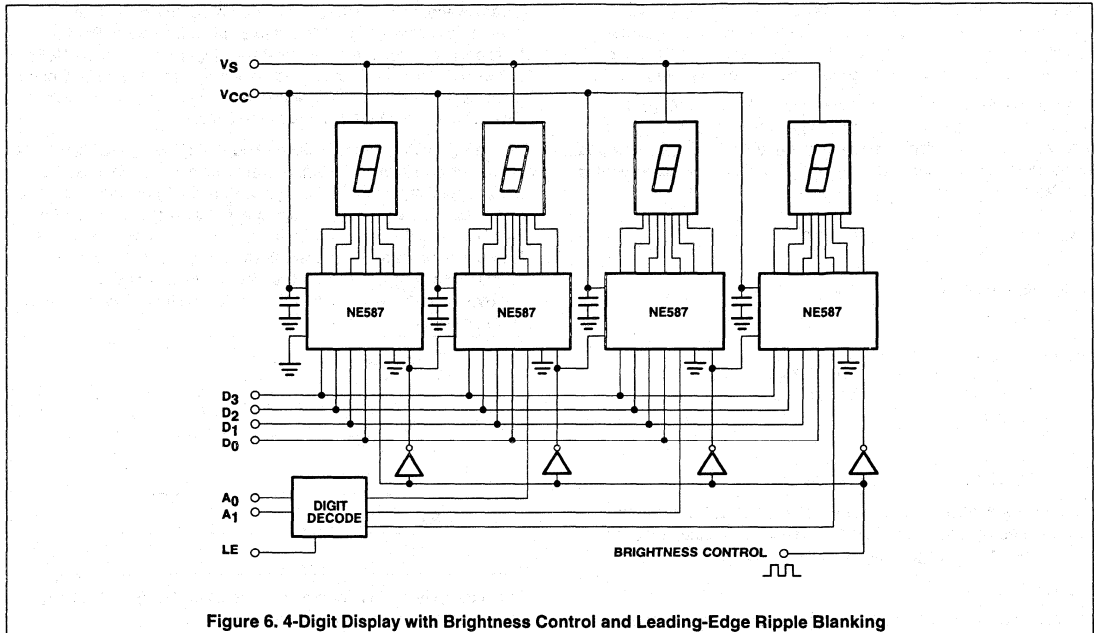 VS
VCC
NE587 NE587 NE587 NE587
D3
D2
D1
D0
A0
A1
DIGIT
DECODE
LE
BRIGHTNESS CONTROL
Figure 6. 4-Digit Display with Brightness Control and Leading-Edge Ripple Blanking